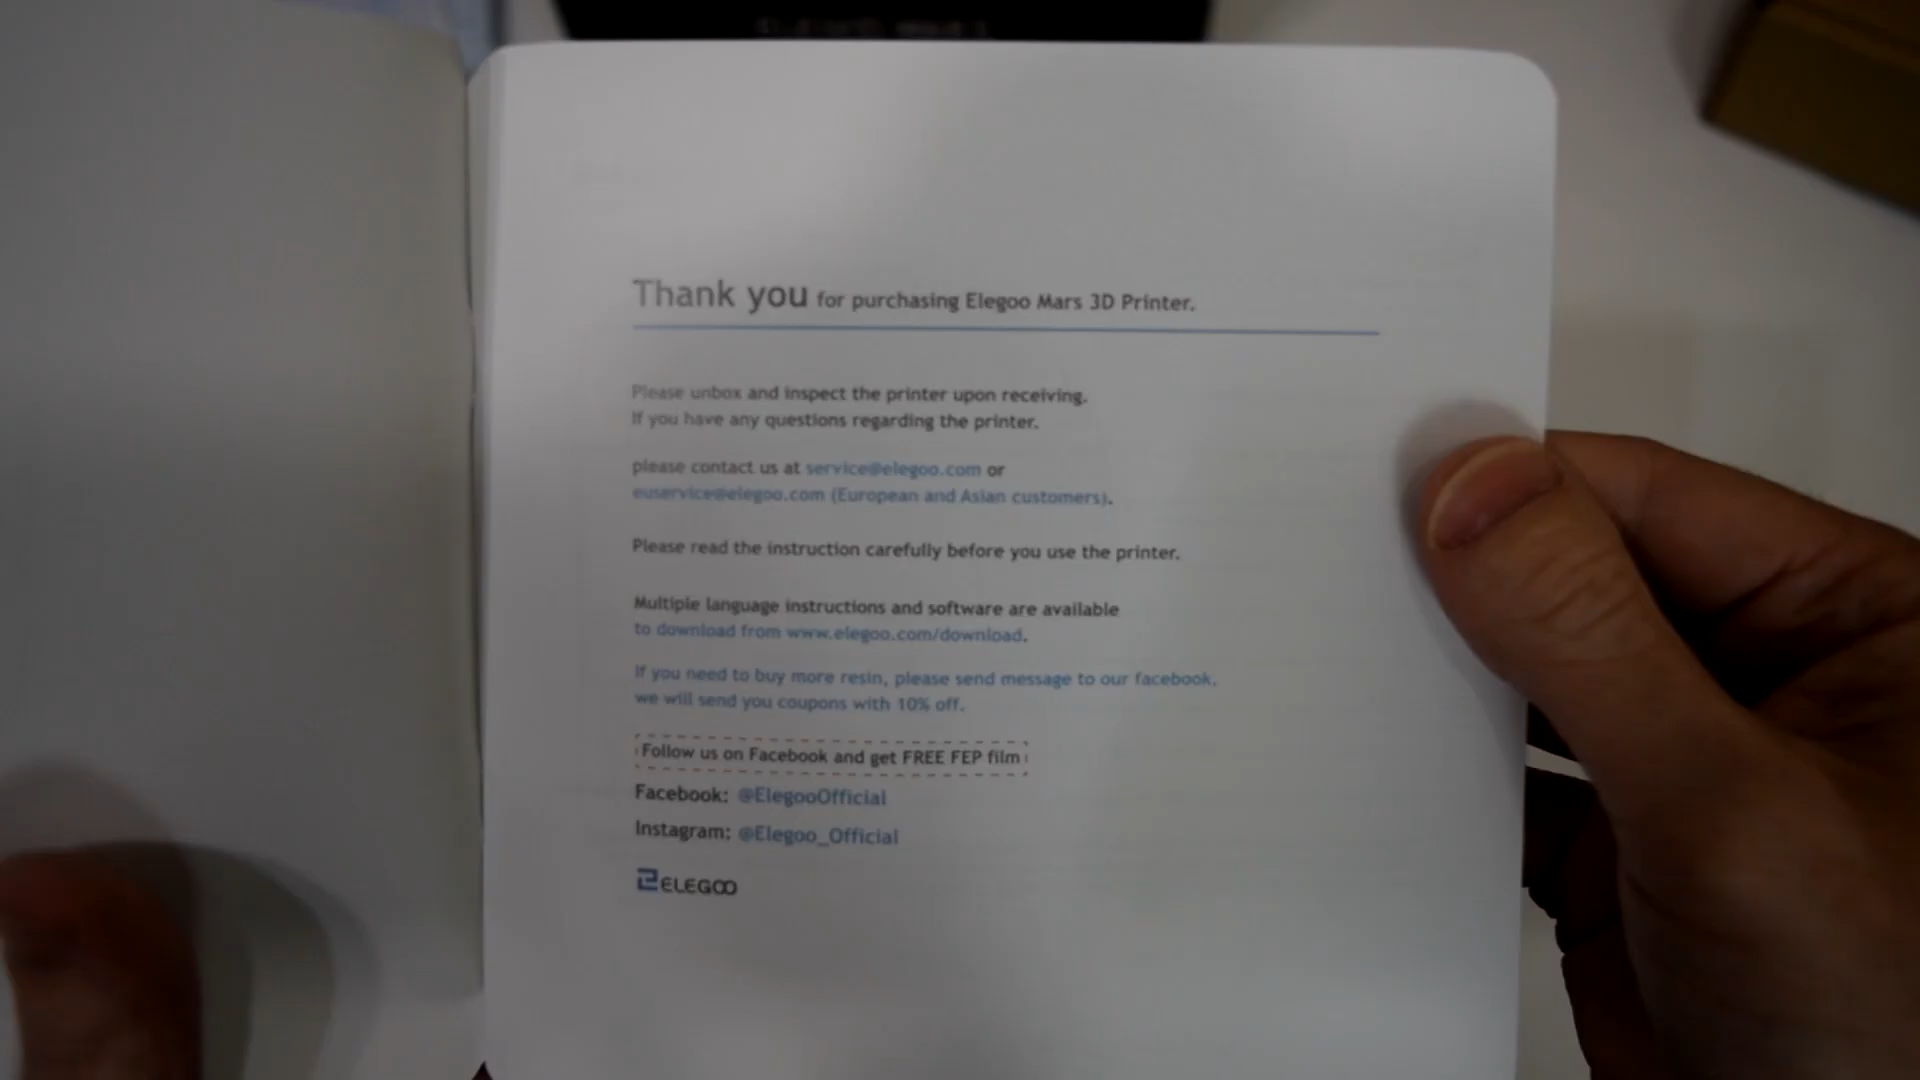 Thank you for purchasing Elegoo Mars 3D Printer.
Please unbox and inspect the printer upon receiving.
If you have any questions regarding the printer.
please contact us at service@elegoo.com or
euservice@elegoo.com (European and Asian customers).
Please read the instruction carefully before you use the printer.
Multiple language instructions and software are available
to download from www.elegoo.com/download.
If you need to buy more resin, please send message to our facebook,
we will send you coupons with 10% off.
Follow us on Facebook and get FREE FEP film
Facebook: @ElegooOfficial
Instagram: @Elegoo_Official
ELEGOO